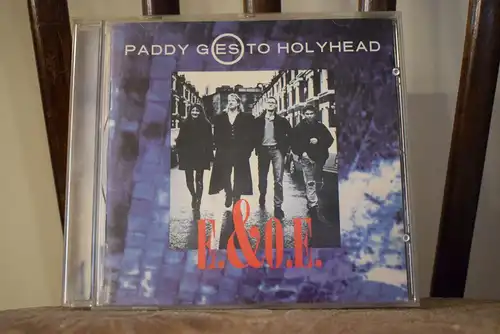 PADDY GOES TO HOLYHEAD
E.&O.E.